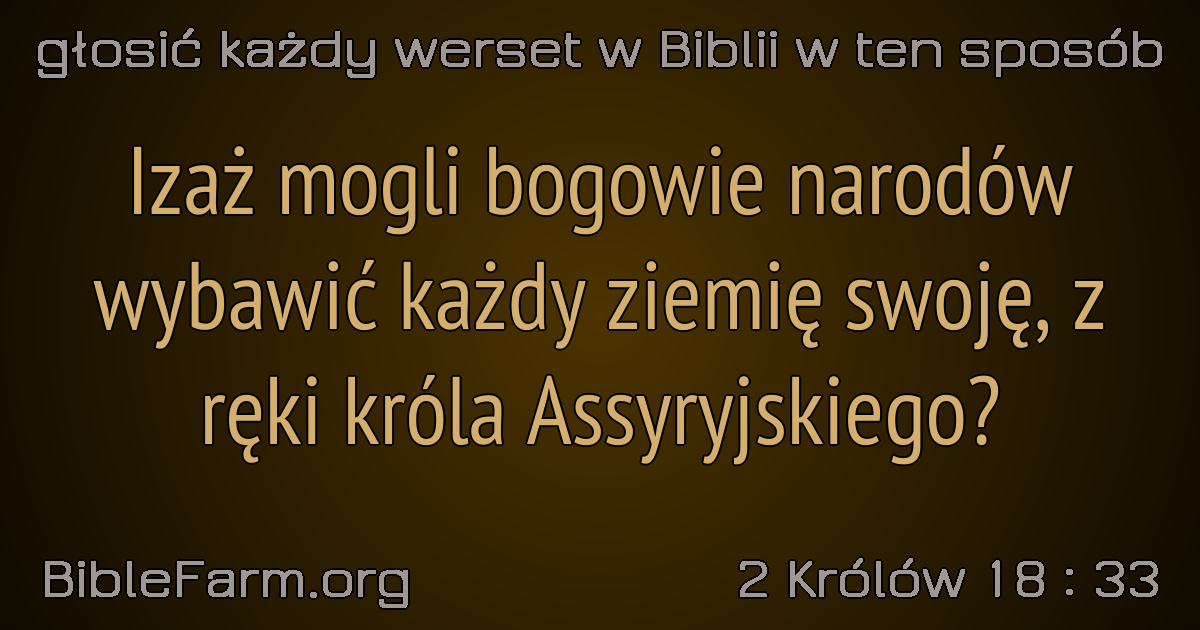 głosić każdy werset w Biblii w ten sposób
Izaż mogli bogowie narodów
wybawić każdy ziemię swoję, z
ręki króla Assyryjskiego?
BibleFarm.org
2 Królów 18 : 33